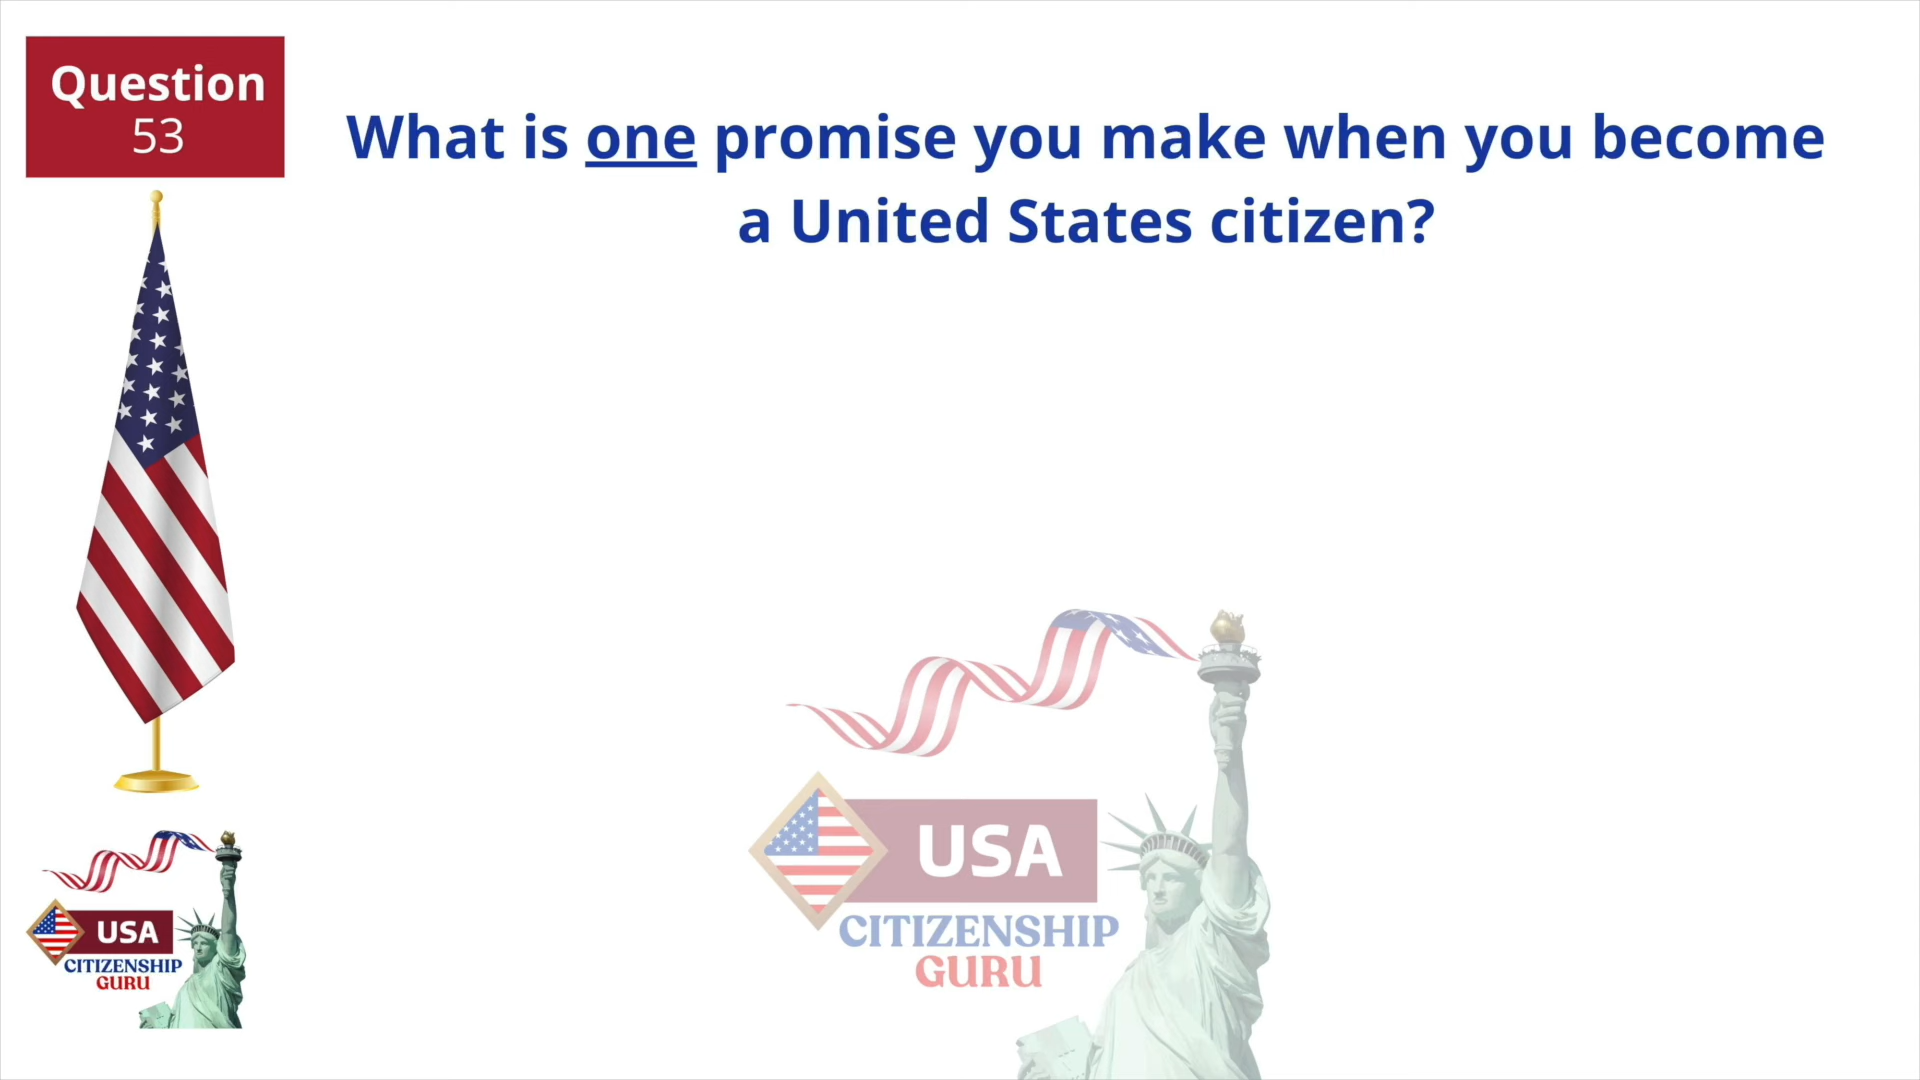 Question
53
What is one promise you make when you become
a United States citizen?
USA
CITIZENSHIP
GURU
USA
CITIZENSHIP
GURU